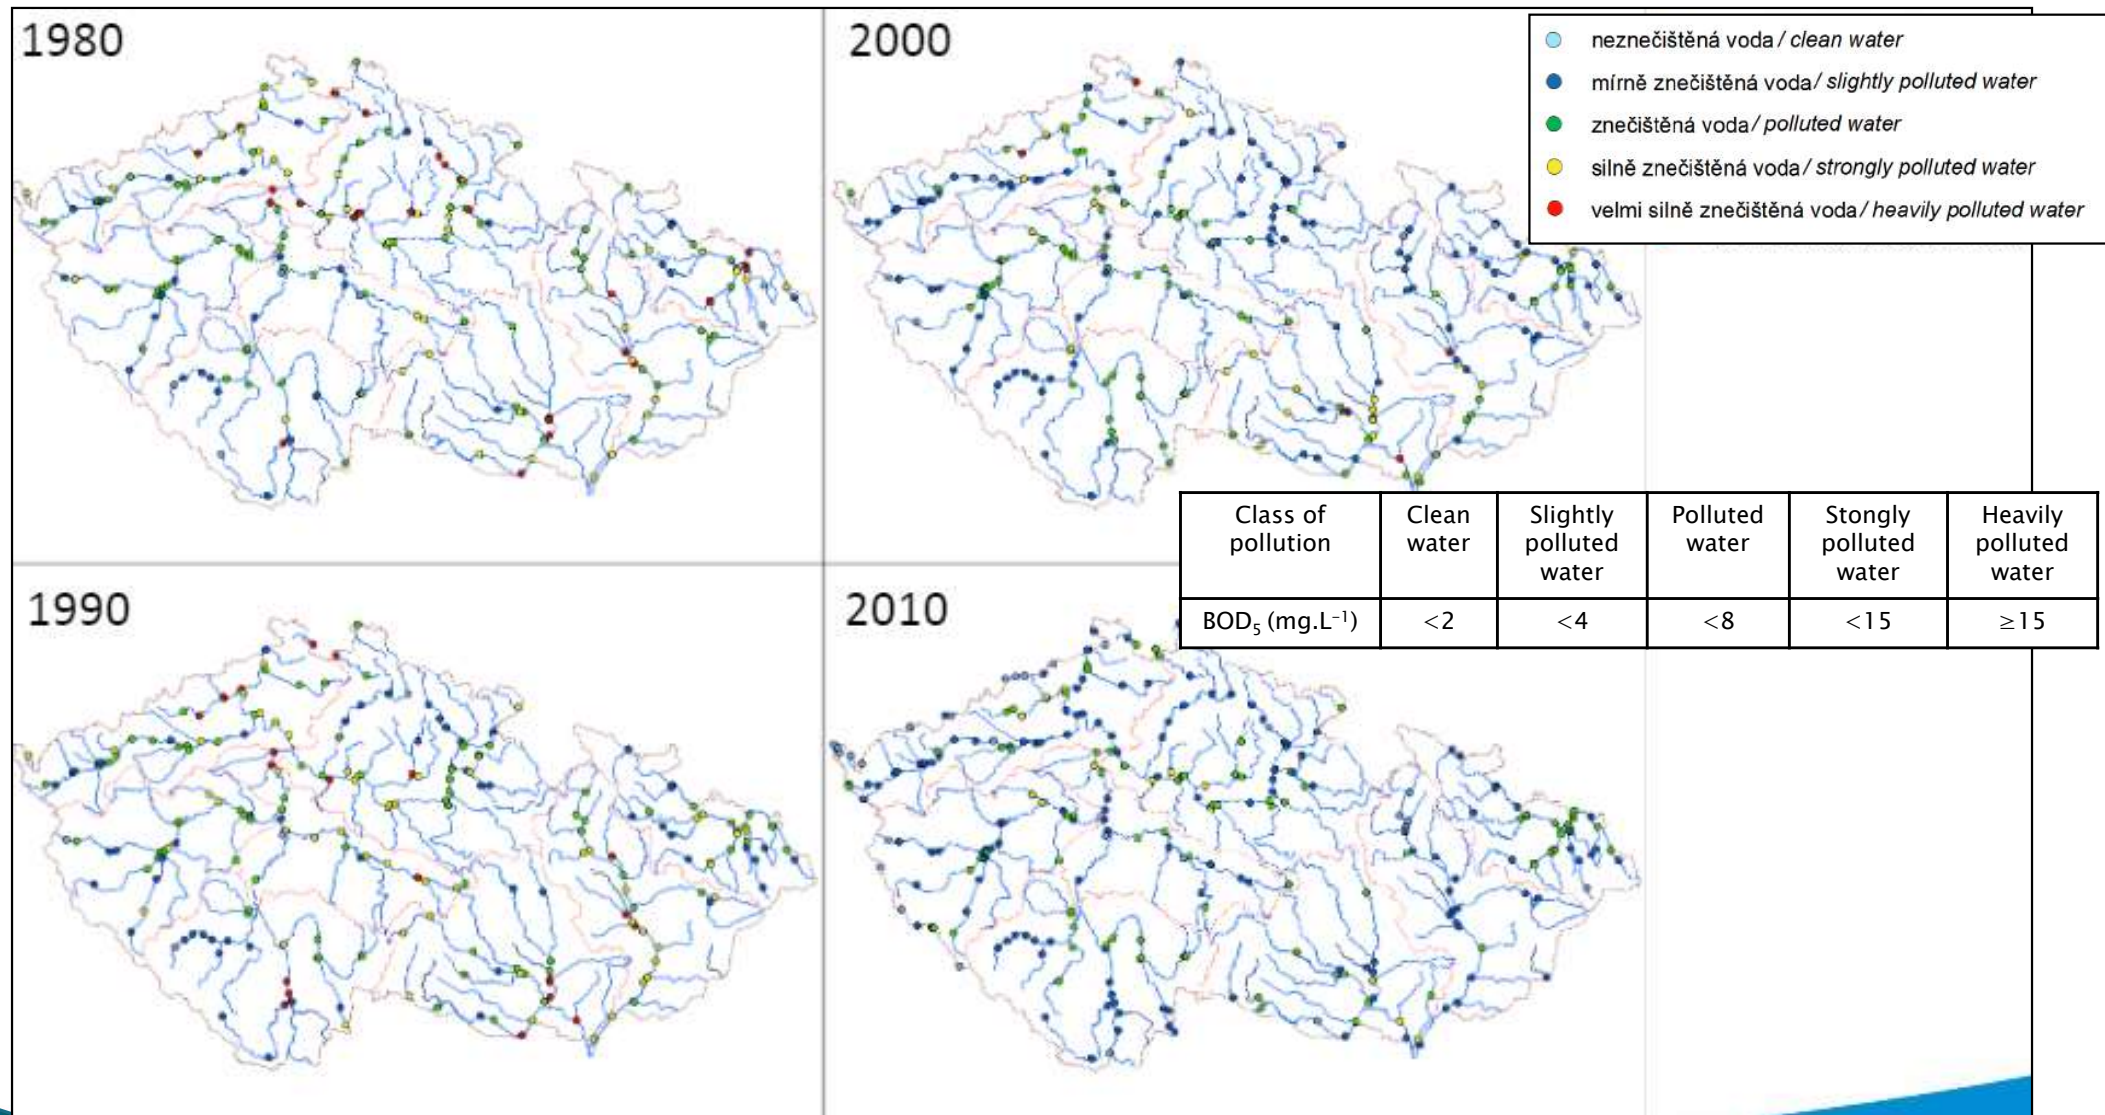 1980
2000
neznečištěná voda / clean water
mírně znečištěná voda / slightly polluted water
znečištěná voda / polluted water
silně znečištěná voda / strongly polluted water
velmi silně znečištěná voda / heavily polluted water
Class of pollution
Clean water
Slightly polluted water
Polluted water
Stongly polluted water
Heavily polluted water
BOD₅ (mg.L⁻¹)
<2
<4
<8
<15
≥15
1990
2010